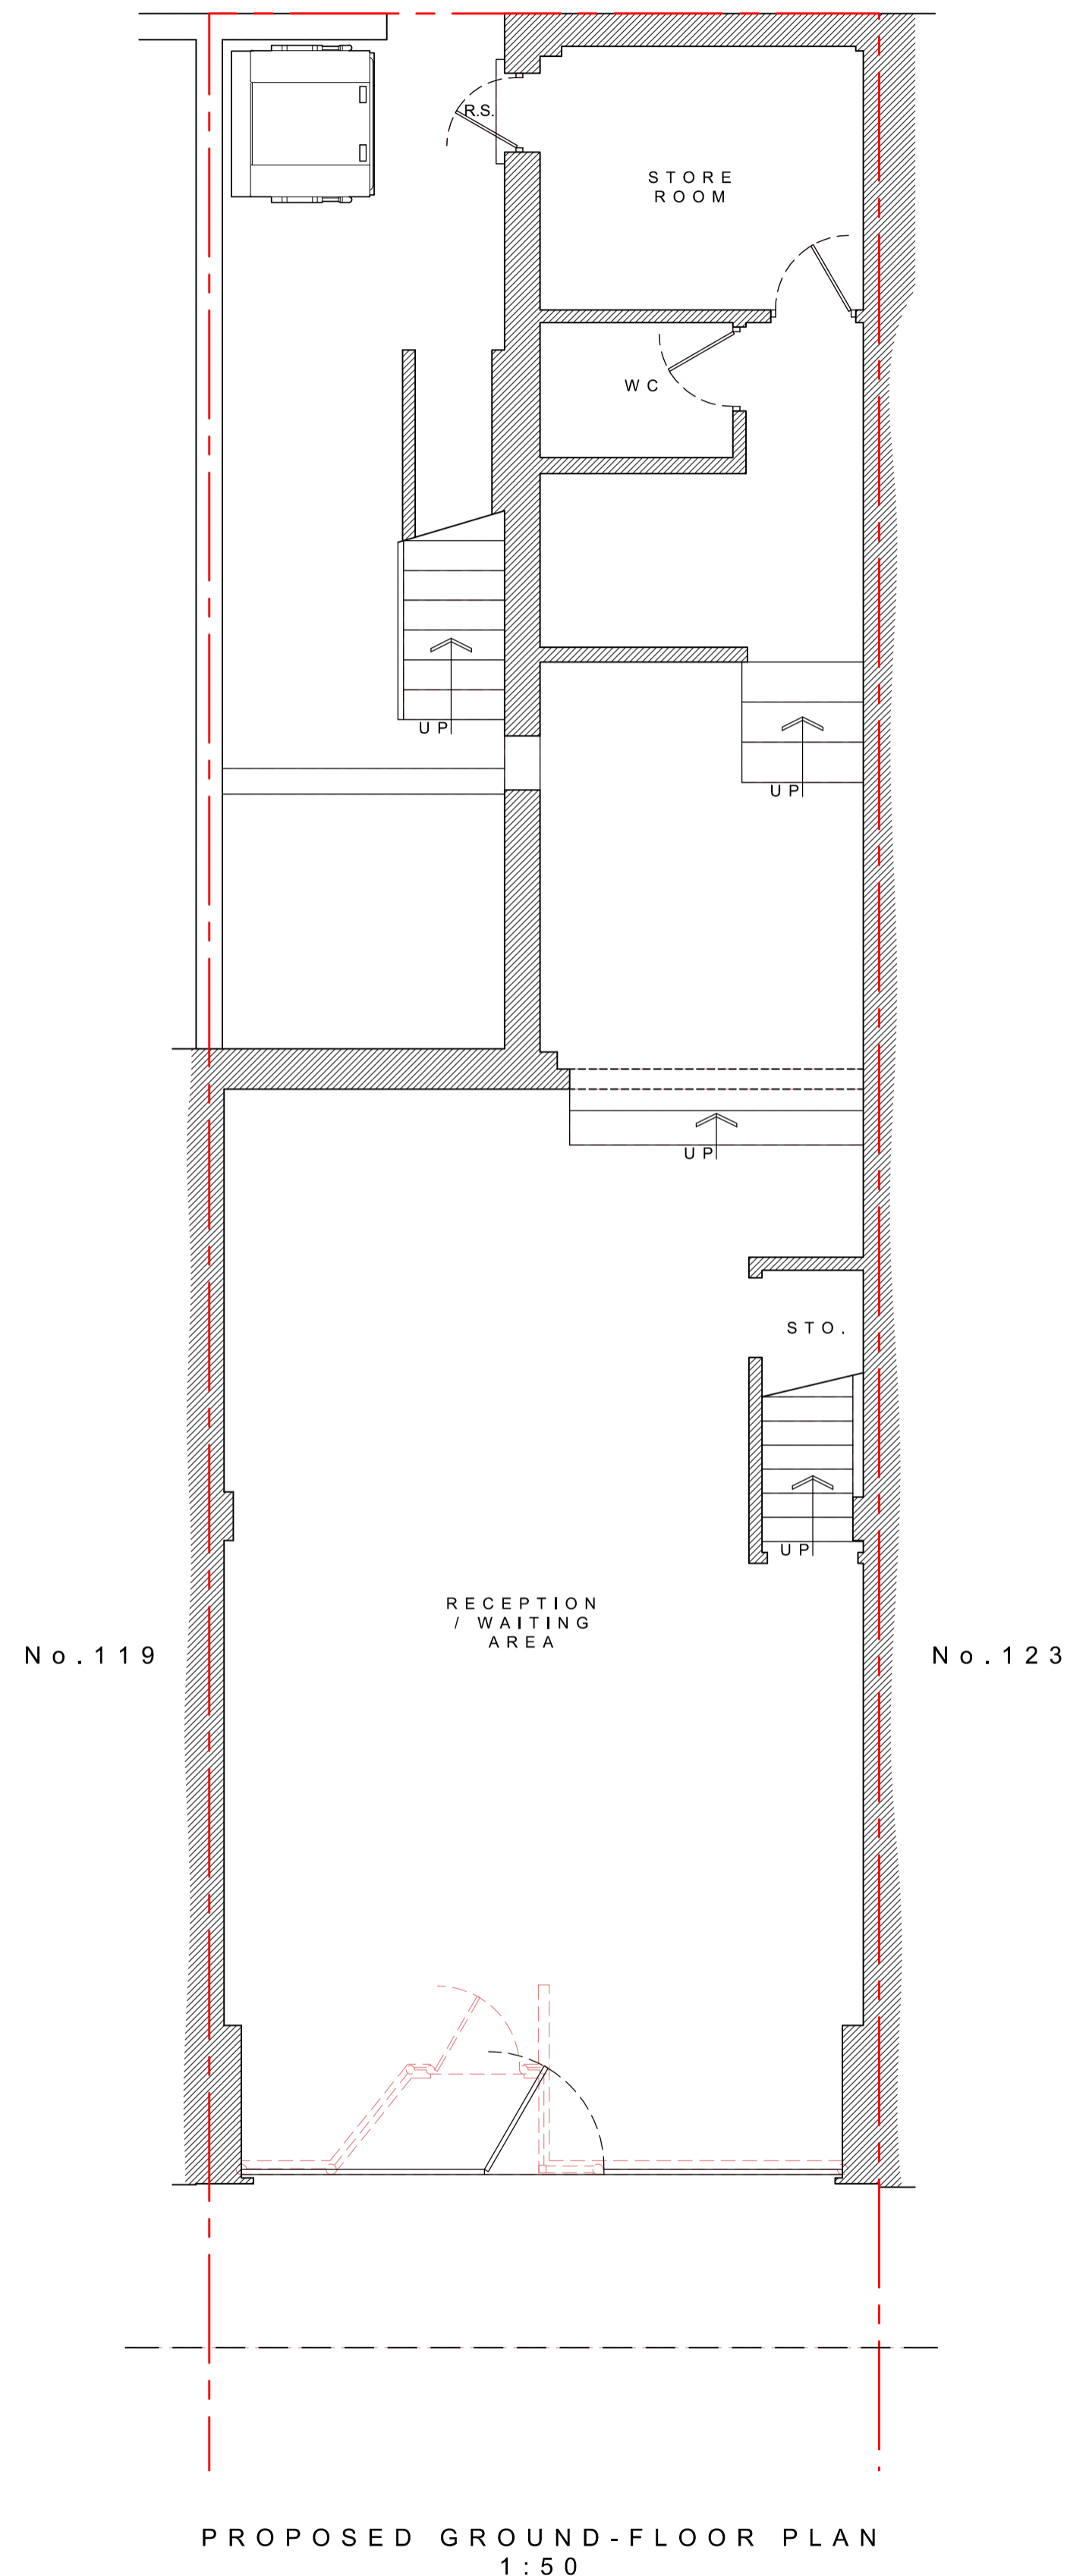 R.S.
STORE
ROOM
WC
UP
UP
UP
STO.
UP
RECEPTION
/ WAITING
AREA
No.119
No.123
PROPOSED GROUND-FLOOR PLAN
1:50